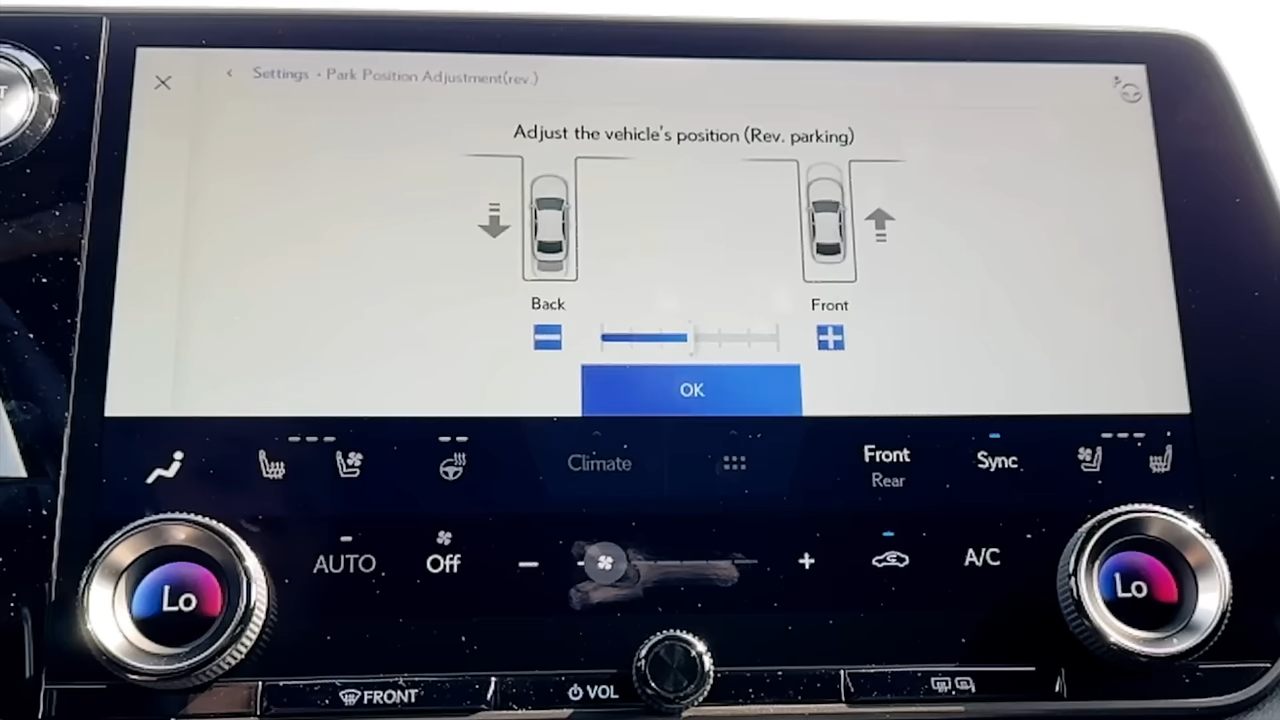 Settings • Park Position Adjustment(rev.)
Adjust the vehicle's position (Rev. parking)
Back
Front
OK
Climate
Front
Rear
Sync
AUTO
Off
A/C
Lo
Lo
FRONT
VOL